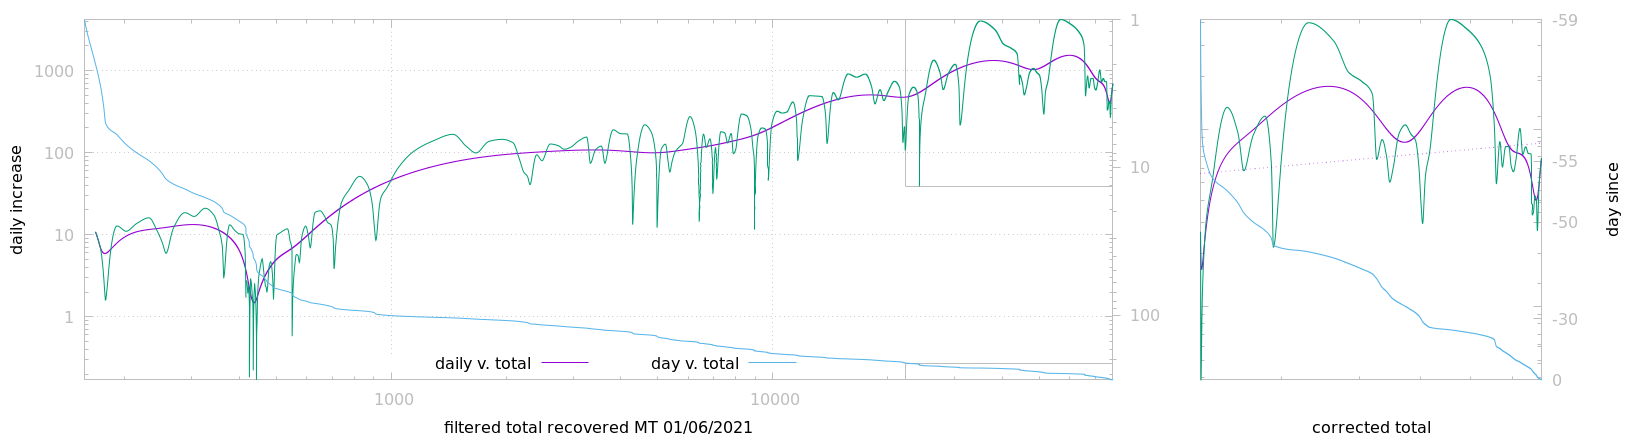 1000
100
10
1
daily increase
1
10
100
daily v. total
day v. total
1000
10000
filtered total recovered MT 01/06/2021
-59
-55
-50
-30
0
day since
corrected total